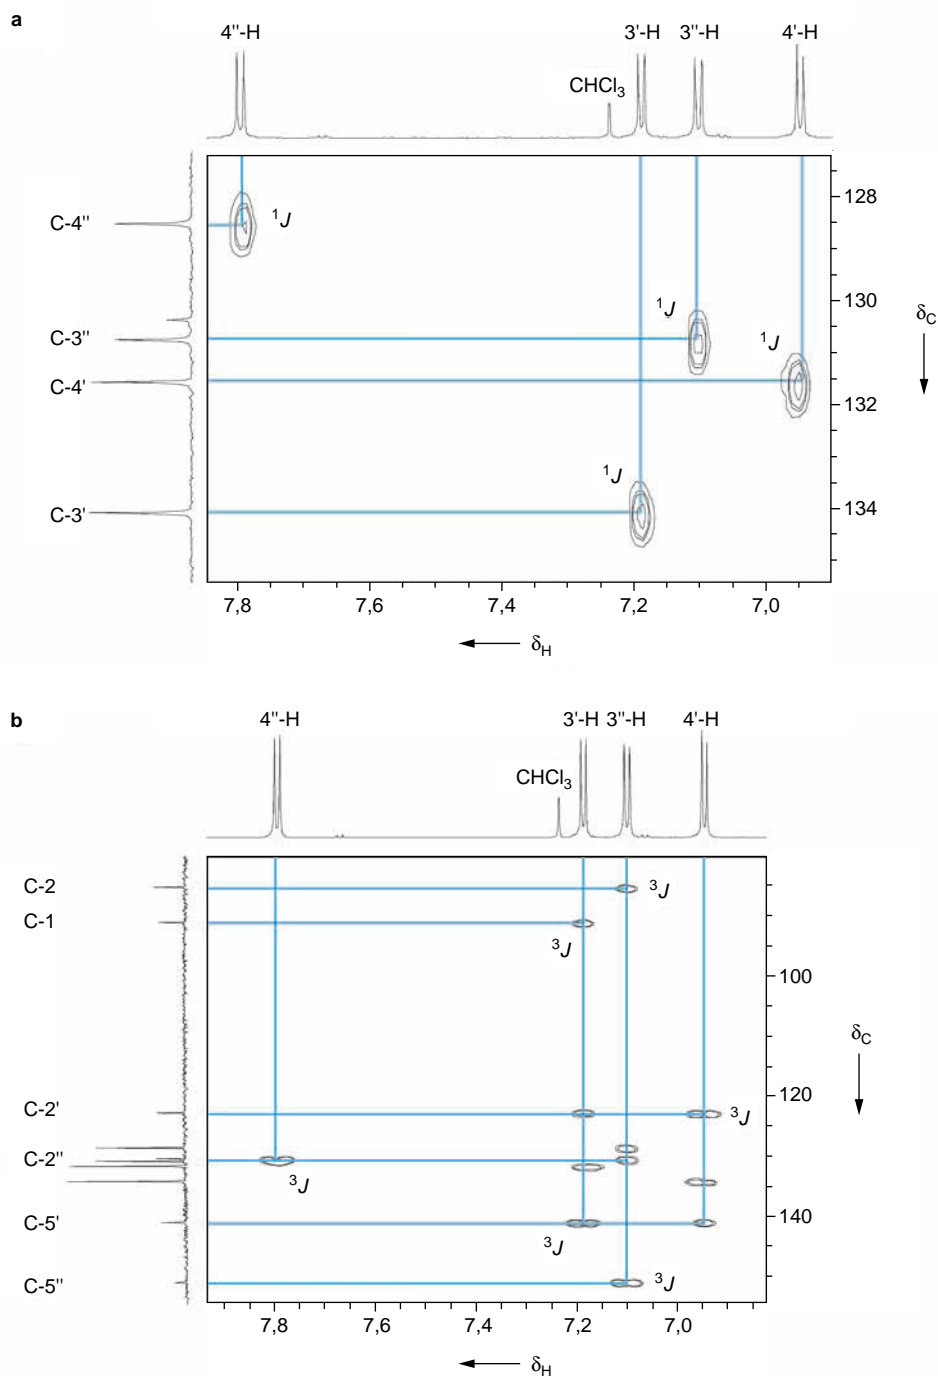 a
4''-H
3'-H
3''-H
4'-H
CHCl3
C-4''
1J
128
130
C-3''
1J
δC
C-4'
1J
132
1J
C-3'
134
7,8
7,6
7,4
7,2
7,0
δH
b
4''-H
3'-H
3''-H
4'-H
CHCl3
C-2
3J
C-1
3J
100
δC
C-2'
3J
120
C-2''
3J
C-5'
140
3J
C-5''
3J
7,8
7,6
7,4
7,2
7,0
δH